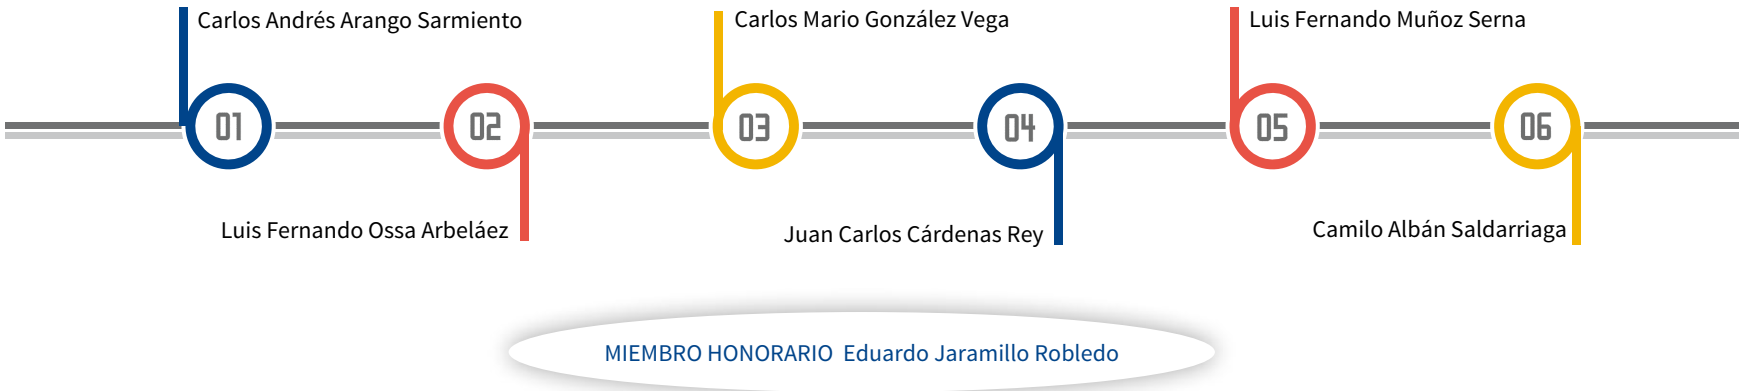 Carlos Andrés Arango Sarmiento
Carlos Mario González Vega
Luis Fernando Muñoz Serna
01
02
03
04
05
06
Luis Fernando Ossa Arbeláez
Juan Carlos Cárdenas Rey
Camilo Albán Saldarriaga
MIEMBRO HONORARIO Eduardo Jaramillo Robledo